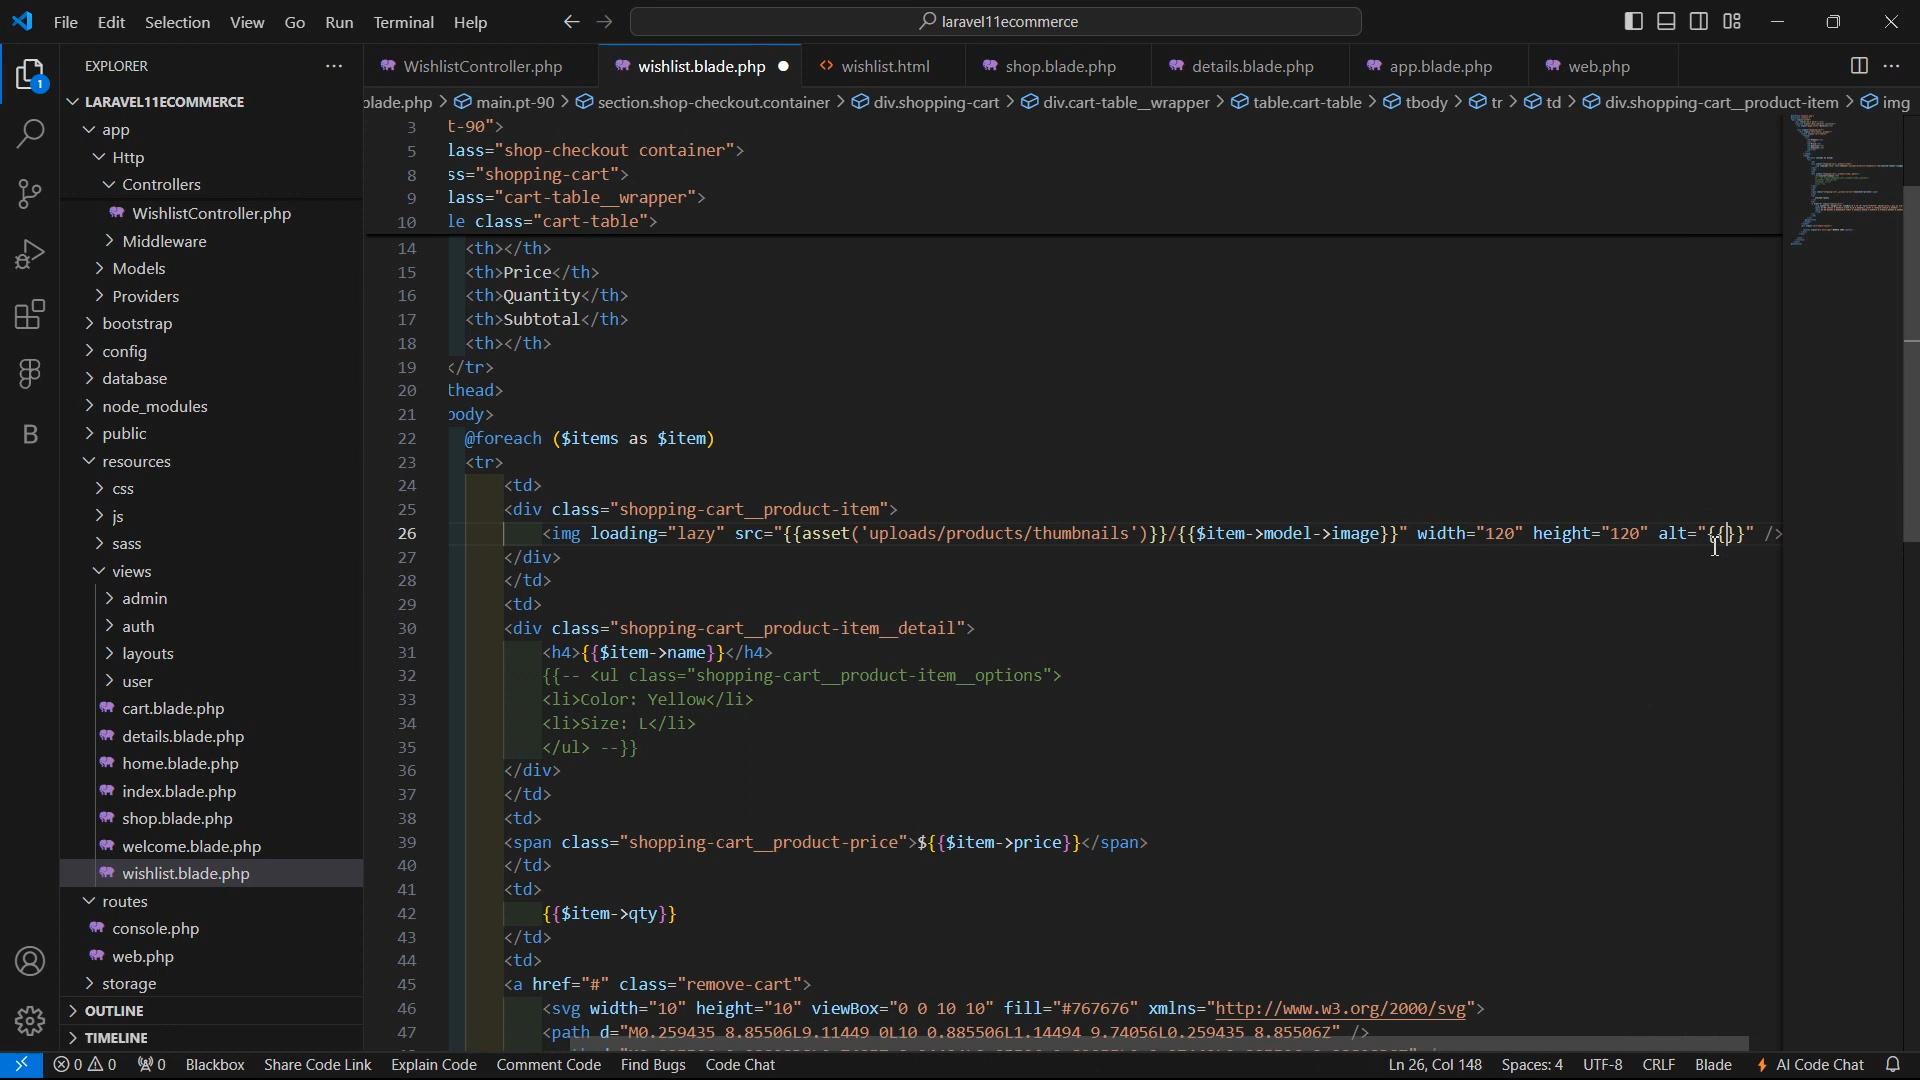 File Edit Selection View Go Run Terminal Help
laravel11ecommerce
EXPLORER
WishlistController.php
wishlist.blade.php
wishlist.html
shop.blade.php
details.blade.php
app.blade.php
web.php
blade.php > main.pt-90 > section.shop-checkout.container > div.shopping-cart > div.cart-table__wrapper > table.cart-table > tbody > tr > td > div.shopping-cart__product-item > img
1
LARAVEL11ECOMMERCE
app
Http
Controllers
WishlistController.php
Middleware
Models
Providers
bootstrap
config
database
node_modules
public
resources
css
js
sass
views
admin
auth
layouts
user
cart.blade.php
details.blade.php
home.blade.php
index.blade.php
shop.blade.php
welcome.blade.php
wishlist.blade.php
routes
console.php
web.php
storage
OUTLINE
TIMELINE
3 t-90">
5 lass="shop-checkout container">
8 ss="shopping-cart">
9 lass="cart-table__wrapper">
10 le class="cart-table">
14 <th></th>
15 <th>Price</th>
16 <th>Quantity</th>
17 <th>Subtotal</th>
18 <th></th>
19 </tr>
20 thead>
21 body>
22 @foreach ($items as $item)
23 <tr>
24 <td>
25 <div class="shopping-cart__product-item">
26 <img loading="lazy" src="{{asset('uploads/products/thumbnails')}}/{{$item->model->image}}" width="120" height="120" alt="{{}}" />
27 </div>
28 </td>
29 <td>
30 <div class="shopping-cart__product-item__detail">
31 <h4>{{$item->name}}</h4>
32 {{-- <ul class="shopping-cart__product-item__options">
33 <li>Color: Yellow</li>
34 <li>Size: L</li>
35 </ul> --}}
36 </div>
37 </td>
38 <td>
39 <span class="shopping-cart__product-price">${{$item->price}}</span>
40 </td>
41 <td>
42 {{$item->qty}}
43 </td>
44 <td>
45 <a href="#" class="remove-cart">
46 <svg width="10" height="10" viewBox="0 0 10 10" fill="#767676" xmlns="http://www.w3.org/2000/svg">
47 <path d="M0.259435 8.85506L9.11449 0L10 0.885506L1.14494 9.74056L0.259435 8.85506Z" />
0 0 0 Blackbox Share Code Link Explain Code Comment Code Find Bugs Code Chat Ln 26, Col 148 Spaces: 4 UTF-8 CRLF Blade AI Code Chat